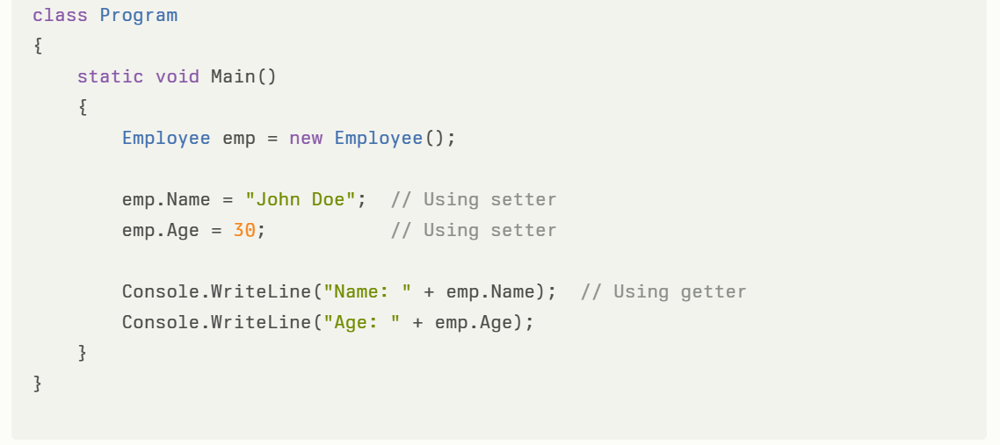 class Program
{
    static void Main()
    {
        Employee emp = new Employee();

        emp.Name = "John Doe";  // Using setter
        emp.Age = 30;           // Using setter

        Console.WriteLine("Name: " + emp.Name);  // Using getter
        Console.WriteLine("Age: " + emp.Age);
    }
}